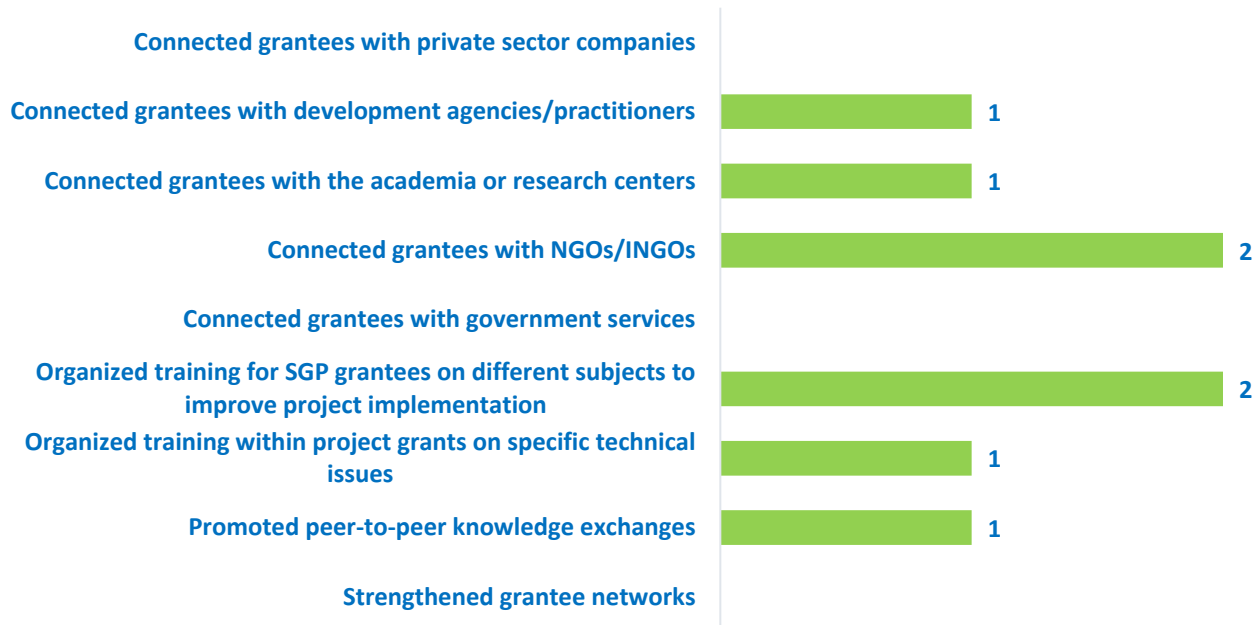 Connected grantees with private sector companies
Connected grantees with development agencies/practitioners
1
Connected grantees with the academia or research centers
1
Connected grantees with NGOs/INGOs
2
Connected grantees with government services
Organized training for SGP grantees on different subjects to
improve project implementation
2
Organized training within project grants on specific technical
issues
1
Promoted peer-to-peer knowledge exchanges
1
Strengthened grantee networks